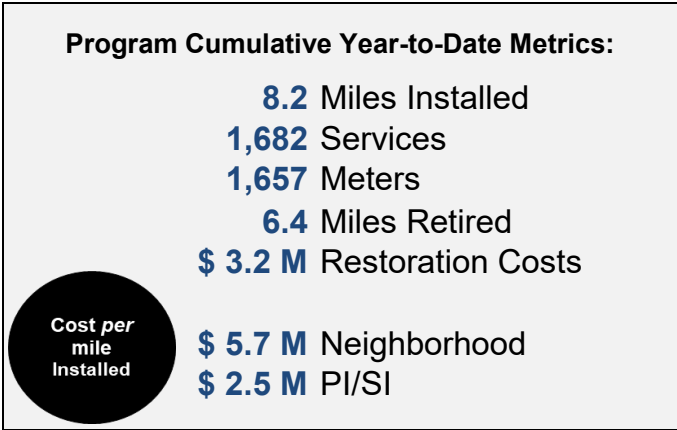 Program Cumulative Year-to-Date Metrics:
8.2 Miles Installed
1,682 Services
1,657 Meters
6.4 Miles Retired
$ 3.2 M Restoration Costs
Cost per
mile
Installed
$ 5.7 M Neighborhood
$ 2.5 M PI/SI